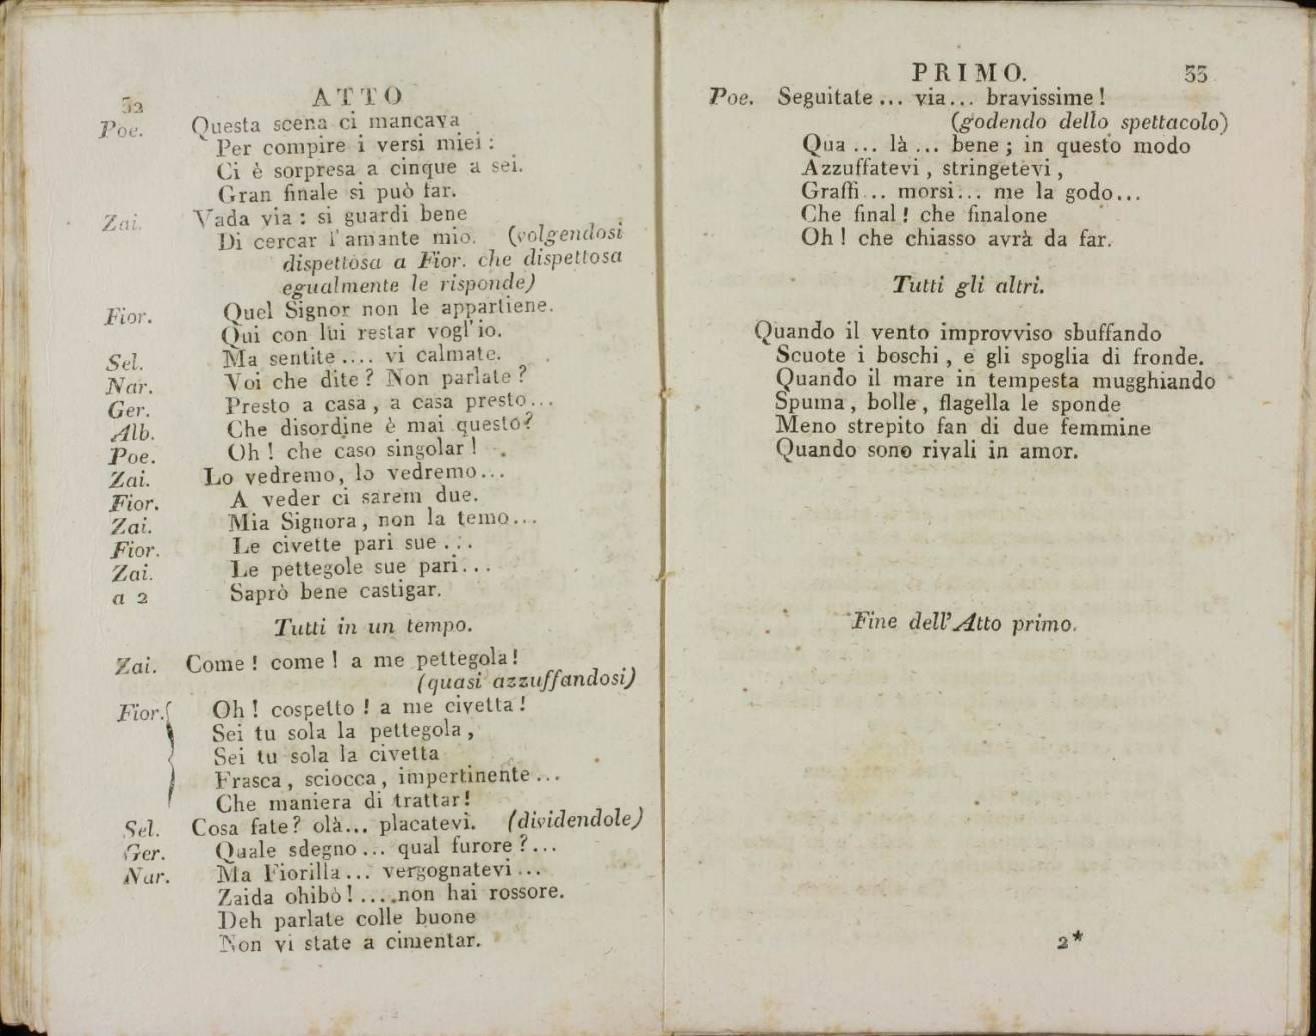 32 ATTO
Poe. Questa scena ci mancava
Per compire i versi miei :
Ci è sorpresa a cinque a sei.
Gran finale si può far.
Zai. Vada via : si guardi bene
Di cercar l'amante mio. (volgendosi
dispettosa a Fior. che dispettosa
egualmente le risponde)
Fior. Quel Signor non le appartiene.
Qui con lui restar vogl'io.
Sel. Ma sentite .... vi calmate.
Nar. Voi che dite ? Non parlate ?
Ger. Presto a casa , a casa presto...
Alb. Che disordine è mai questo ?
Poe. Oh ! che caso singolar !
Zai. Lo vedremo, lo vedremo...
Fior. A veder ci sarem due.
Zai. Mia Signora , non la temo...
Fior. Le civette pari sue ...
Zai. Le pettegole sue pari...
a 2 Saprò bene castigar.
Tutti in un tempo.
Zai. Come ! come ! a me pettegola !
(quasi azzuffandosi)
Fior. Oh ! cospetto ! a me civetta !
Sei tu sola la pettegola ,
Sei tu sola la civetta
Frasca , sciocca , impertinente ...
Che maniera di trattar !
Sel. Cosa fate ? olà... placatevi. (dividendole)
Ger. Quale sdegno ... qual furore ?...
Nar. Ma Fiorilla ... vergognatevi ...
Zaida ohibò ! ....non hai rossore.
Deh parlate colle buone
Non vi state a cimentar.
PRIMO. 33
Poe. Seguitate ... via... bravissime !
(godendo dello spettacolo)
Qua ... là ... bene ; in questo modo
Azzuffatevi , stringetevi ,
Graffi ... morsi... me la godo...
Che final ! che finalone
Oh ! che chiasso avrà da far.
Tutti gli altri.
Quando il vento improvviso sbuffando
Scuote i boschi , e gli spoglia di fronde.
Quando il mare in tempesta mugghiando
Spuma , bolle , flagella le sponde
Meno strepito fan di due femmine
Quando sono rivali in amor.
Fine dell'Atto primo.
2*